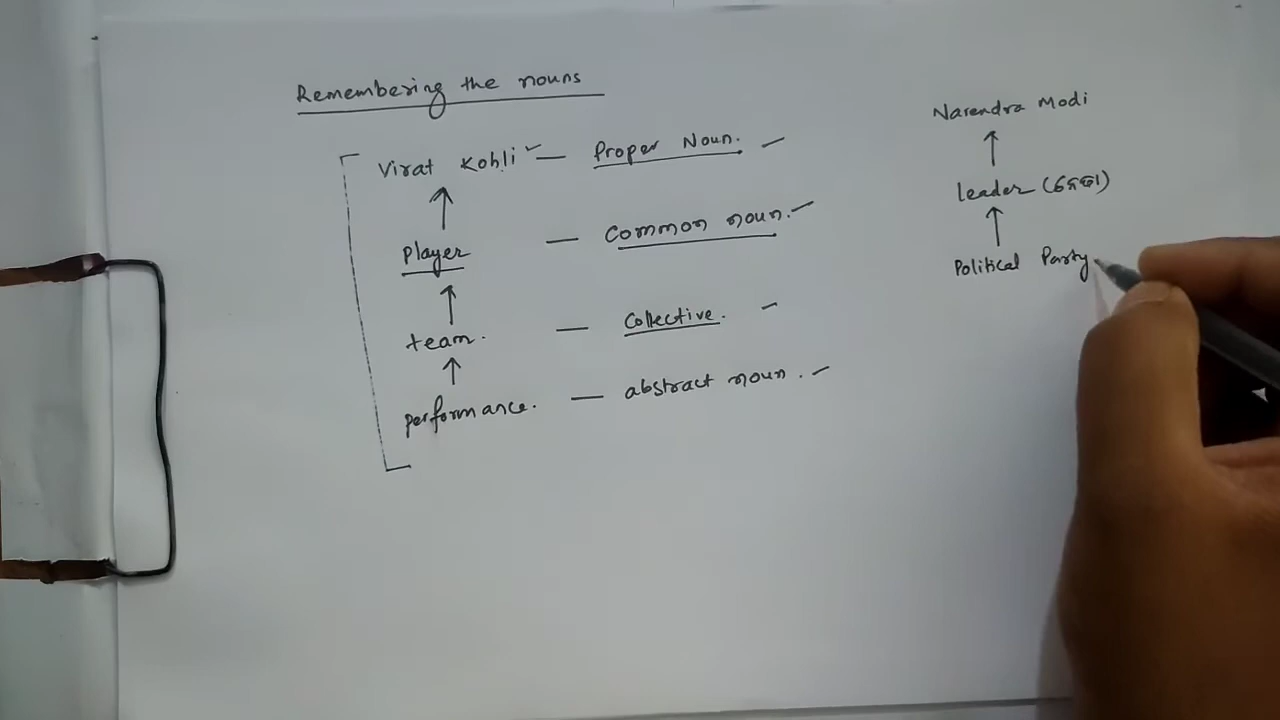 Remembering the nouns
Virat Kohli — Proper Noun.
Player — Common noun.
team. — Collective.
performance. — abstract noun.
Narendra Modi
leader (ନେତା)
Political Party